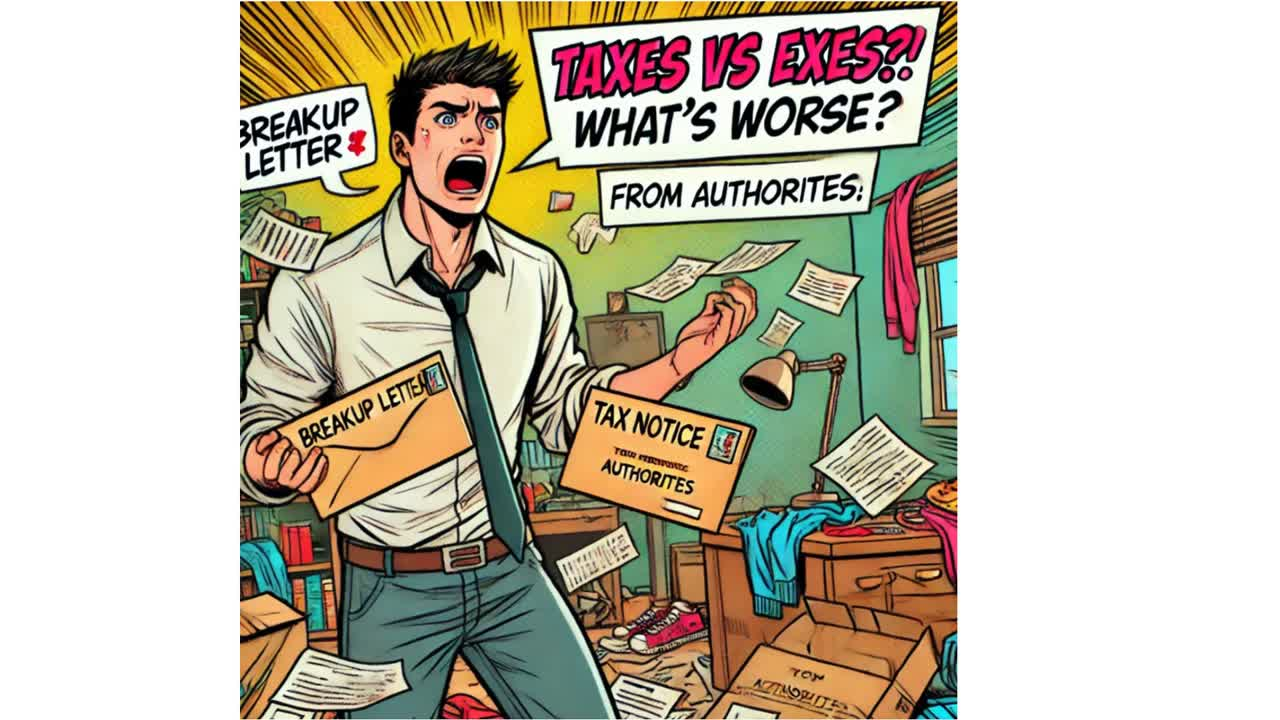 TAXES VS EXES?!
WHAT'S WORSE?
BREAKUP
LETTER
FROM AUTHORITES:
BREAKUP LETTER
TAX NOTICE
AUTHORITES